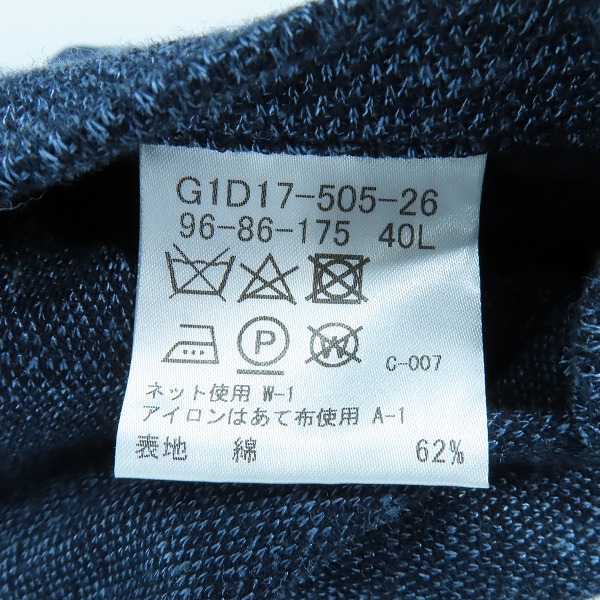 G1D17-505-26
96-86-175 40L
P W C-007
ネット使用 W-1
アイロンはあて布使用 A-1
表地 綿 62%